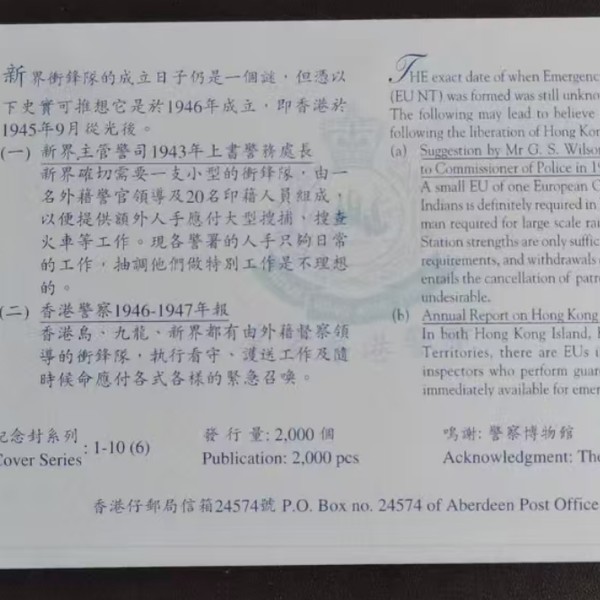 新界衝鋒隊的成立日子仍是一個謎，但憑以
下史實可推想它是於1946年成立，即香港於
1945年9月從光後。
(一) 新界主管警司1943年上書警務處長
新界確切需要一支小型的衝鋒隊，由一
名外籍警官領導及20名印籍人員組成，
以便提供額外人手應付大型搜捕，搜查
火車等工作。現各警署的人手只夠日常
的工作，抽調他們做特別工作是不理想
的。
(二) 香港警察1946-1947年報
香港島、九龍、新界都有由外籍督察領
導的衝鋒隊，執行看守、護送工作及隨
時候命應付各式各樣的緊急召喚。
THE exact date of when Emergenc
(EU NT) was formed was still unkno
The following may lead to believe
following the liberation of Hong Kon
(a) Suggestion by Mr G. S. Wilso
to Commissioner of Police in 19
A small EU of one European O
Indians is definitely required in
man required for large scale rai
Station strengths are only suffic
requirements, and withdrawals
entails the cancellation of patr
undesirable.
(b) Annual Report on Hong Kong
In both Hong Kong Island,
Territories, there are EUs
inspectors who perform guar
immediately available for emer
紀念封系列
Cover Series : 1-10 (6)
發行量: 2,000 個
Publication: 2,000 pcs
鳴謝: 警察博物館
Acknowledgment: The
香港仔郵局信箱24574號 P.O. Box no. 24574 of Aberdeen Post Office